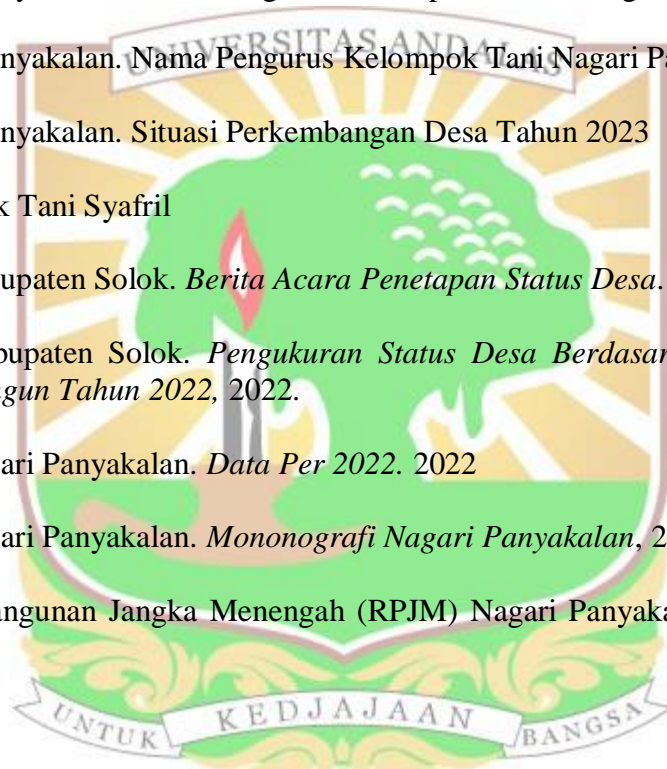 UNIVERSITAS ANDALAS
nyakalan. Nama Pengurus Kelompok Tani Nagari Pa
nyakalan. Situasi Perkembangan Desa Tahun 2023
k Tani Syafril
upaten Solok. Berita Acara Penetapan Status Desa.
bupaten Solok. Pengukuran Status Desa Berdasar
ngun Tahun 2022, 2022.
ari Panyakalan. Data Per 2022. 2022
ari Panyakalan. Mononografi Nagari Panyakalan, 2
angunan Jangka Menengah (RPJM) Nagari Panyaka
UNTUK KEDJAJAAN BANGSA